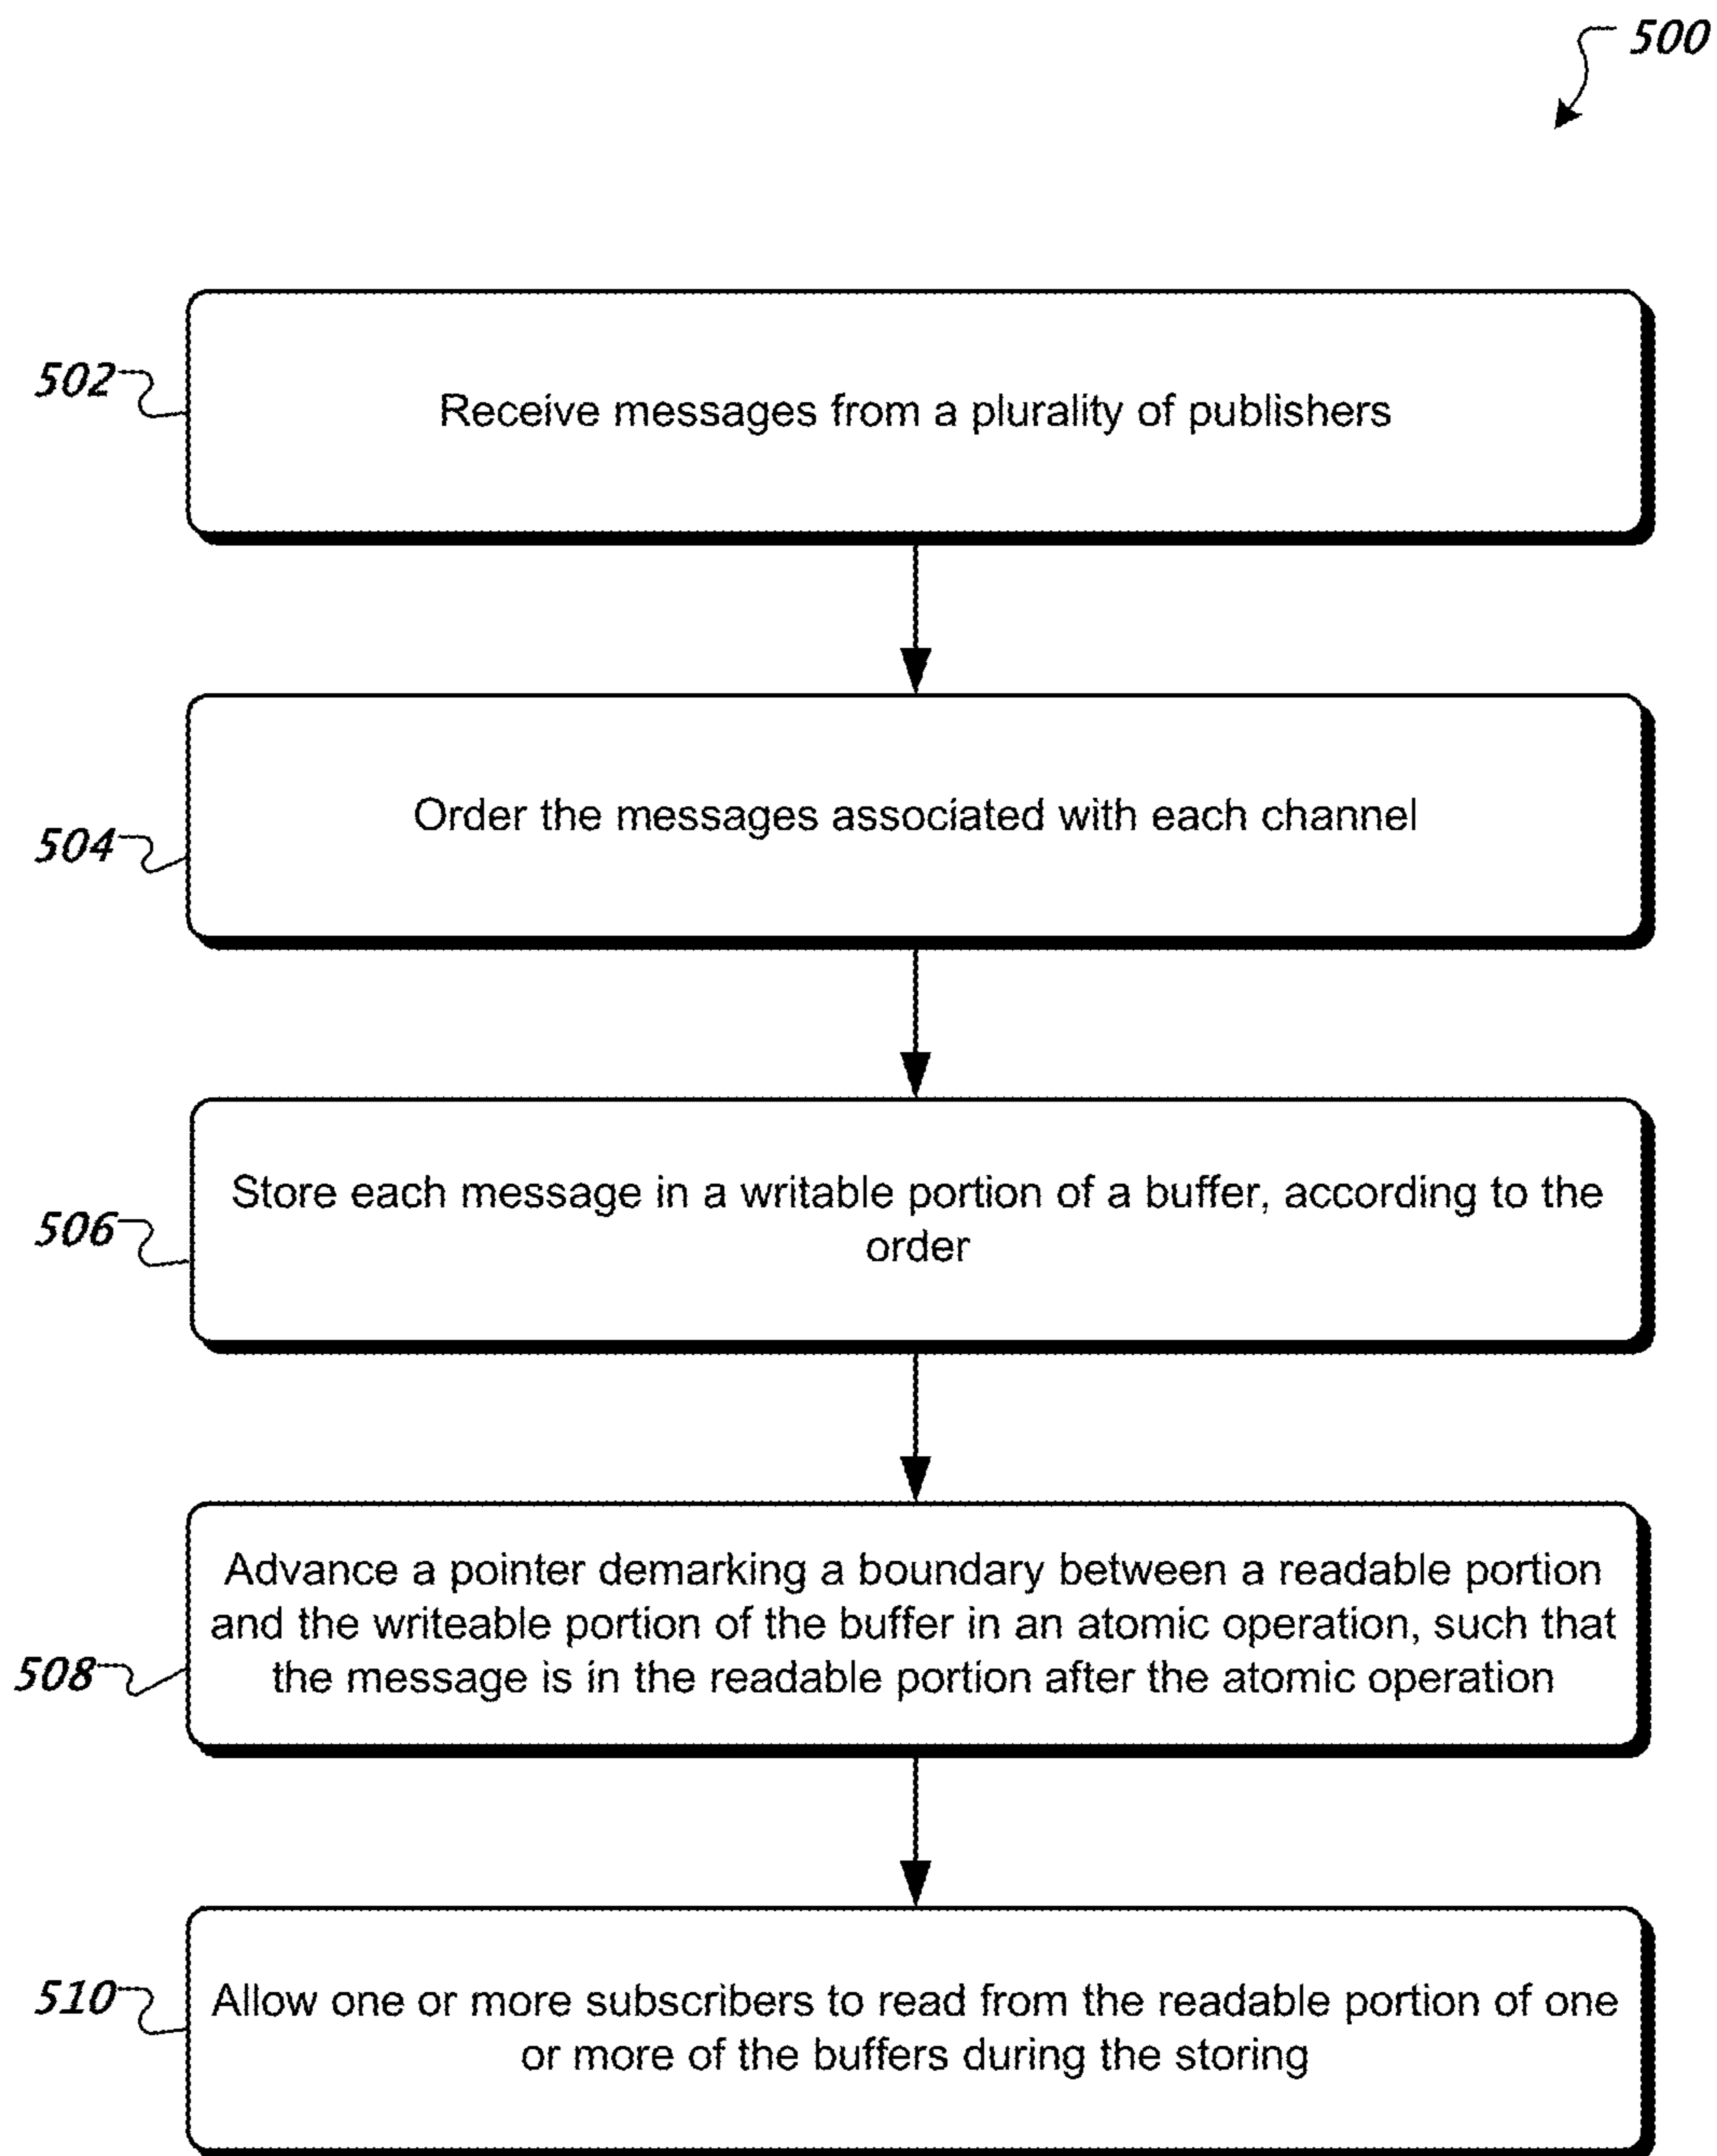 500
502
Receive messages from a plurality of publishers
504
Order the messages associated with each channel
506
Store each message in a writable portion of a buffer, according to the
order
508
Advance a pointer demarking a boundary between a readable portion
and the writeable portion of the buffer in an atomic operation, such that
the message is in the readable portion after the atomic operation
510
Allow one or more subscribers to read from the readable portion of one
or more of the buffers during the storing